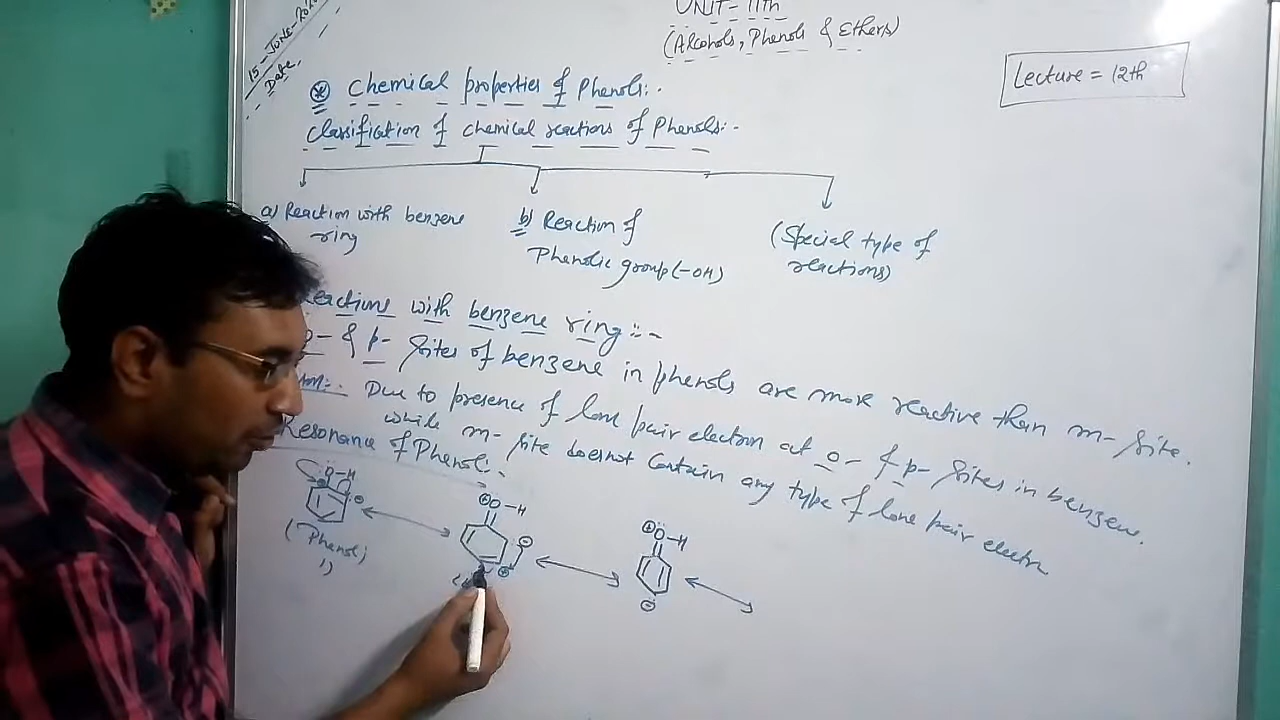 UNIT-11th
(Alcohols, Phenols & Ethers)
15-JUNE-2020
Date,
Lecture = 12th
* Chemical properties of Phenols:-
Classification of chemical reactions of Phenols:-
a) Reaction with benzene
ring
b) Reaction of
Phenolic group (-OH)
(Special type of
reactions)
Reactions with benzene ring::-
o- & p- sites of benzene in phenols are more reactive than m- site.
Due to presence of lone pair electron at o- & p- sites in benzene.
while m- site doesnot contain any type of lone pair electron
Resonance of Phenol:-
O-H
(Phenol)
1)
O-H
O-H